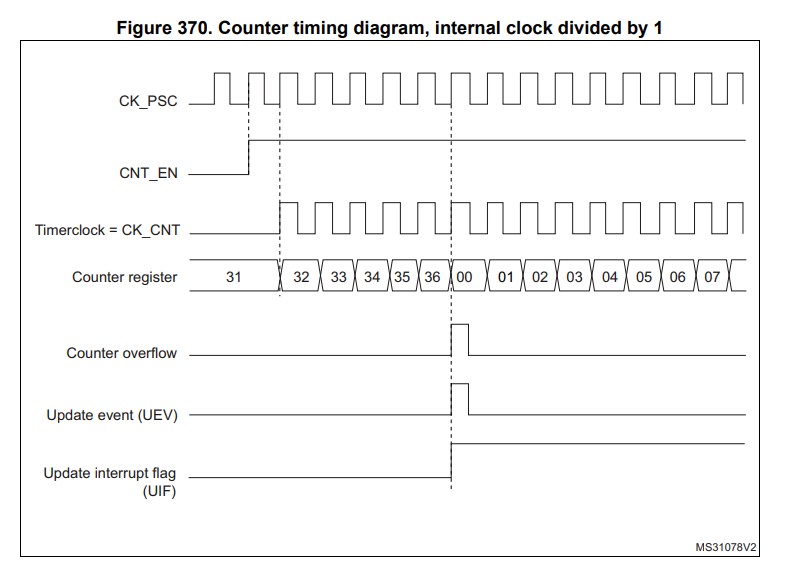 Figure 370. Counter timing diagram, internal clock divided by 1
CK_PSC
CNT_EN
Timerclock = CK_CNT
Counter register 31 32 33 34 35 36 00 01 02 03 04 05 06 07
Counter overflow
Update event (UEV)
Update interrupt flag
(UIF)
MS31078V2